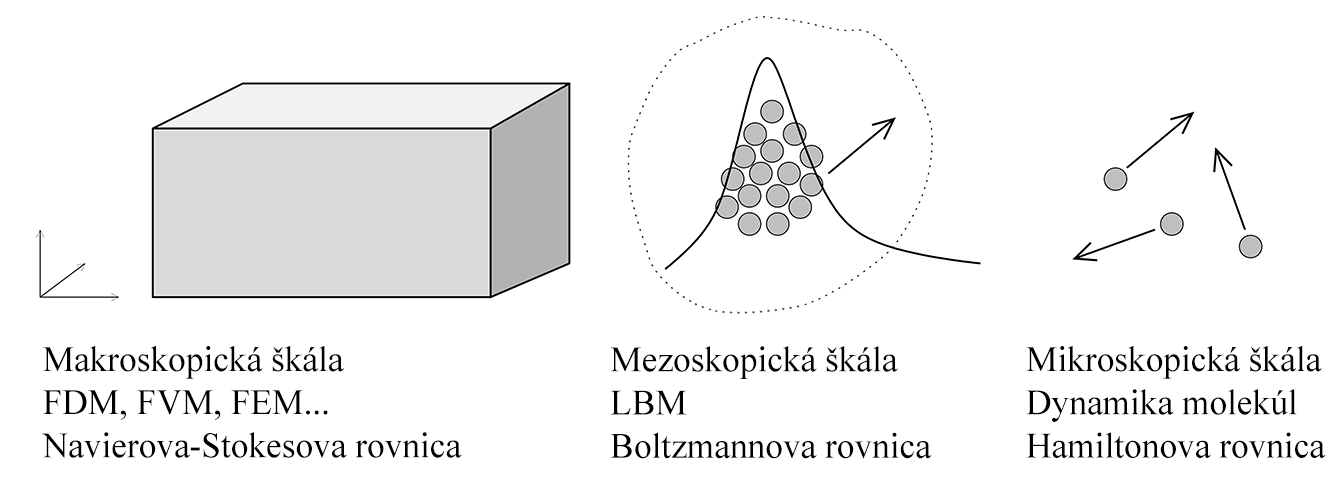 Makroskopická škála
FDM, FVM, FEM...
Navierova-Stokesova rovnica
Mezoskopická škála
LBM
Boltzmannova rovnica
Mikroskopická škála
Dynamika molekúl
Hamiltonova rovnica